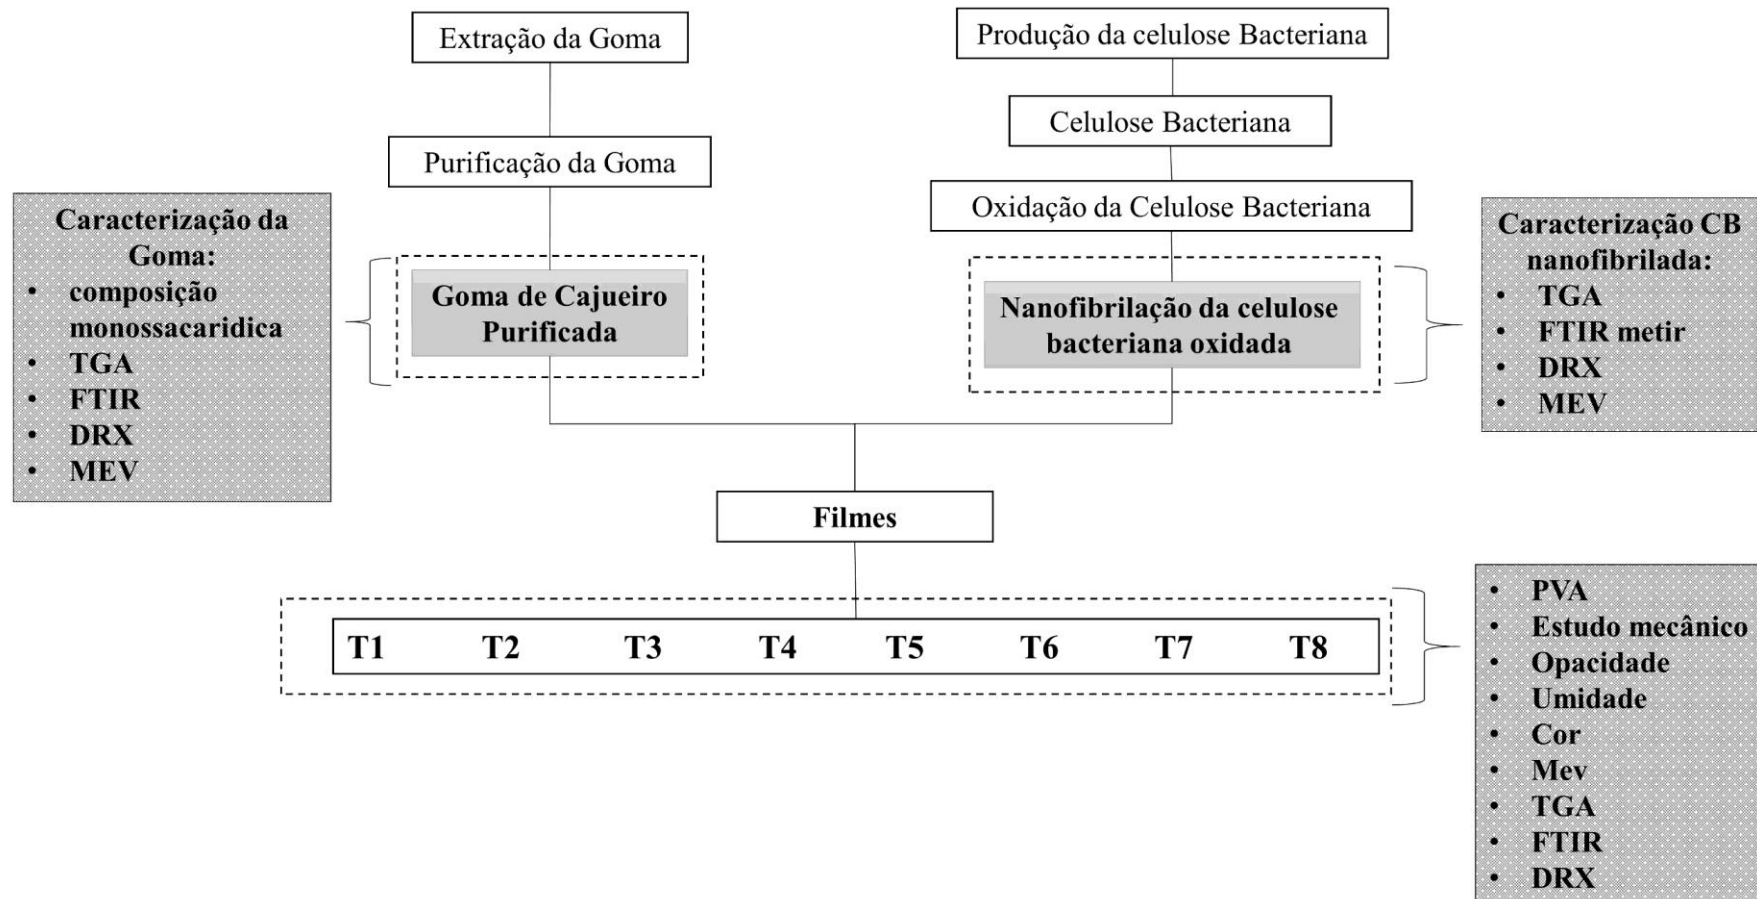 Extração da Goma
Purificação da Goma
Caracterização da
Goma:
• composição
monossacaridica
• TGA
• FTIR
• DRX
• MEV
Goma de Cajueiro
Purificada
Produção da celulose Bacteriana
Celulose Bacteriana
Oxidação da Celulose Bacteriana
Nanofibrilação da celulose
bacteriana oxidada
Caracterização CB
nanofibrilada:
• TGA
• FTIR metir
• DRX
• MEV
Filmes
T1 T2 T3 T4 T5 T6 T7 T8
• PVA
• Estudo mecânico
• Opacidade
• Umidade
• Cor
• Mev
• TGA
• FTIR
• DRX